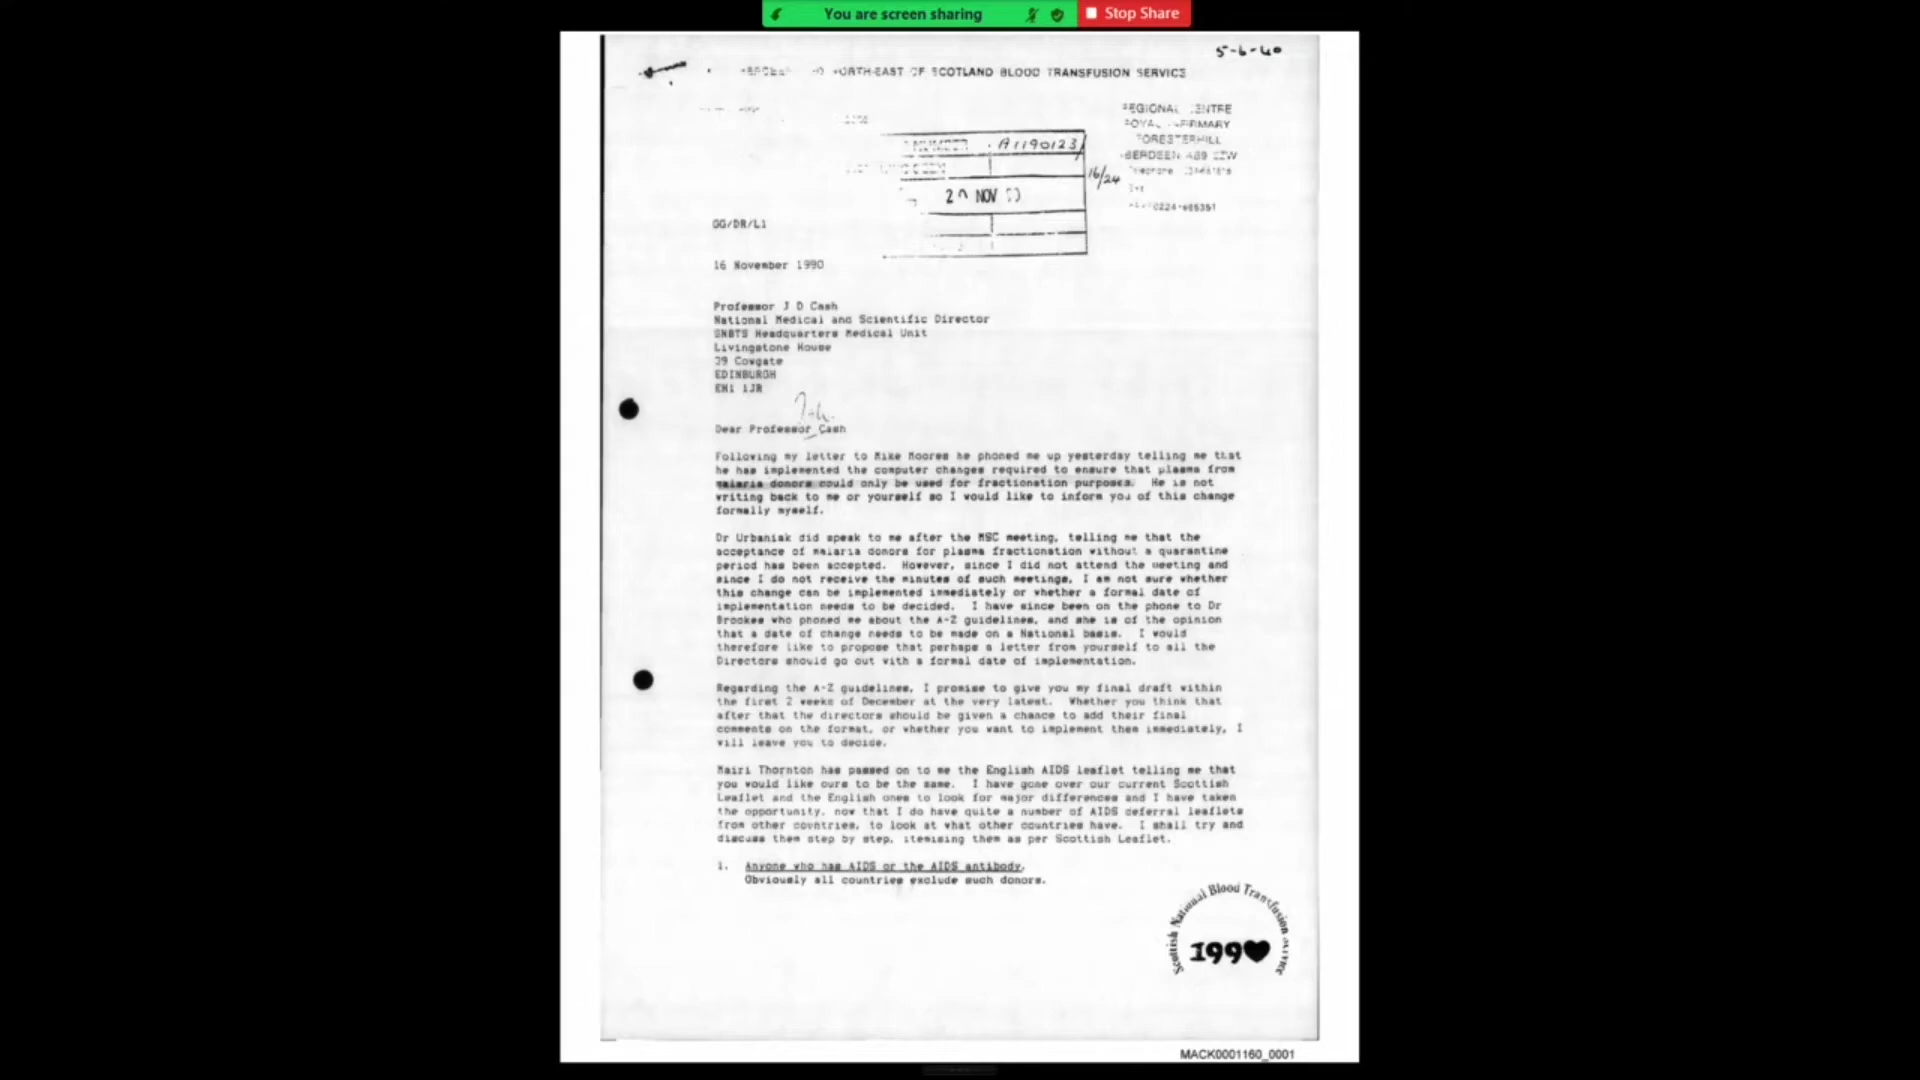 You are screen sharing
Stop Share
5-6-40
NORTH-EAST OF SCOTLAND BLOOD TRANSFUSION SERVICE
REGIONAL CENTRE
ROYAL INFIRMARY
FORESTERHILL
ABERDEEN AB9
A1190123
16/24
NOV
GG/DR/L1
16 November 1990
Professor J D Cash
National Medical and Scientific Director
SNBTS Headquarters Medical Unit
Livingstone House
39 Cowgate
EDINBURGH
EH1 1JR
Dear Professor Cash
Following my letter to Mike Moores he phoned me up yesterday telling me that
he has implemented the computer changes required to ensure that plasma from
malaria donors could only be used for fractionation purposes. He is not
writing back to me or yourself so I would like to inform you of this change
formally myself.
Dr Urbaniak did speak to me after the MSC meeting, telling me that the
acceptance of malaria donors for plasma fractionation without a quarantine
period has been accepted. However, since I did not attend the meeting and
since I do not receive the minutes of such meetings, I am not sure whether
this change can be implemented immediately or whether a formal date of
implementation needs to be decided. I have since been on the phone to Dr
Brookes who phoned me about the A-Z guidelines, and she is of the opinion
that a date of change needs to be made on a National basis. I would
therefore like to propose that perhaps a letter from yourself to all the
Directors should go out with a formal date of implementation.
Regarding the A-Z guidelines, I promise to give you my final draft within
the first 2 weeks of December at the very latest. Whether you think that
after that the directors should be given a chance to add their final
comments on the format, or whether you want to implement them immediately, I
will leave you to decide.
Mairi Thornton has passed on to me the English AIDS leaflet telling me that
you would like ours to be the same. I have gone over our current Scottish
Leaflet and the English ones to look for major differences and I have taken
the opportunity, now that I do have quite a number of AIDS deferral leaflets
from other countries, to look at what other countries have. I shall try and
discuss them step by step, itemising them as per Scottish Leaflet.
1. Anyone who has AIDS or the AIDS antibody.
Obviously all countries exclude such donors.
Scottish National Blood Transfusion Service
199
MACK0001160_0001